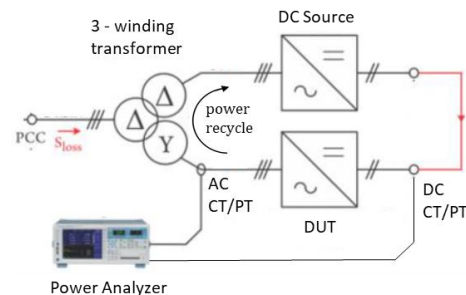 DC Source
3 - winding
transformer
Δ
Δ
Y
power
recycle
PCC
Sloss
AC
CT/PT
DUT
DC
CT/PT
Power Analyzer